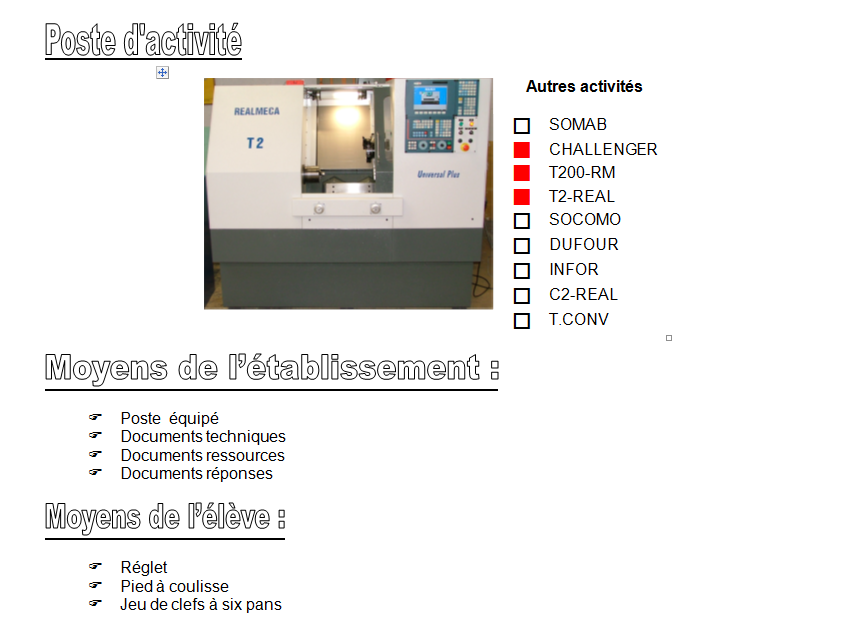 Poste d'activité
REALMECA
T2
Universal Plus
Autres activités
SOMAB
CHALLENGER
T200-RM
T2-REAL
SOCOMO
DUFOUR
INFOR
C2-REAL
T.CONV
Moyens de l'établissement :
Poste équipé
Documents techniques
Documents ressources
Documents réponses
Moyens de l'élève :
Réglet
Pied à coulisse
Jeu de clefs à six pans